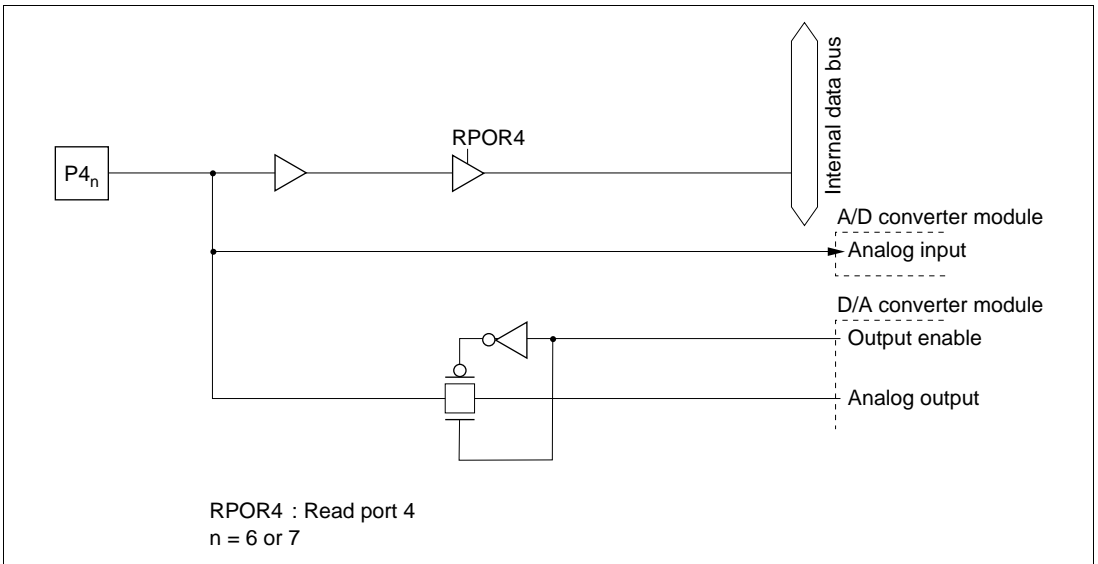 RPOR4
P4n
Internal data bus
A/D converter module
Analog input
D/A converter module
Output enable
Analog output
RPOR4 : Read port 4
n = 6 or 7